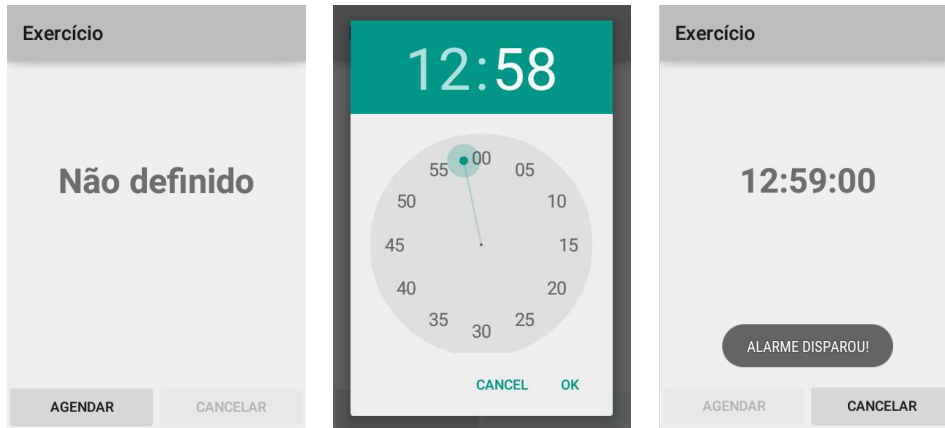 Exercício
Não definido
AGENDAR CANCELAR
12:58
00
05
10
15
20
25
30
35
40
45
50
55
CANCEL OK
Exercício
12:59:00
ALARME DISPAROU!
AGENDAR CANCELAR